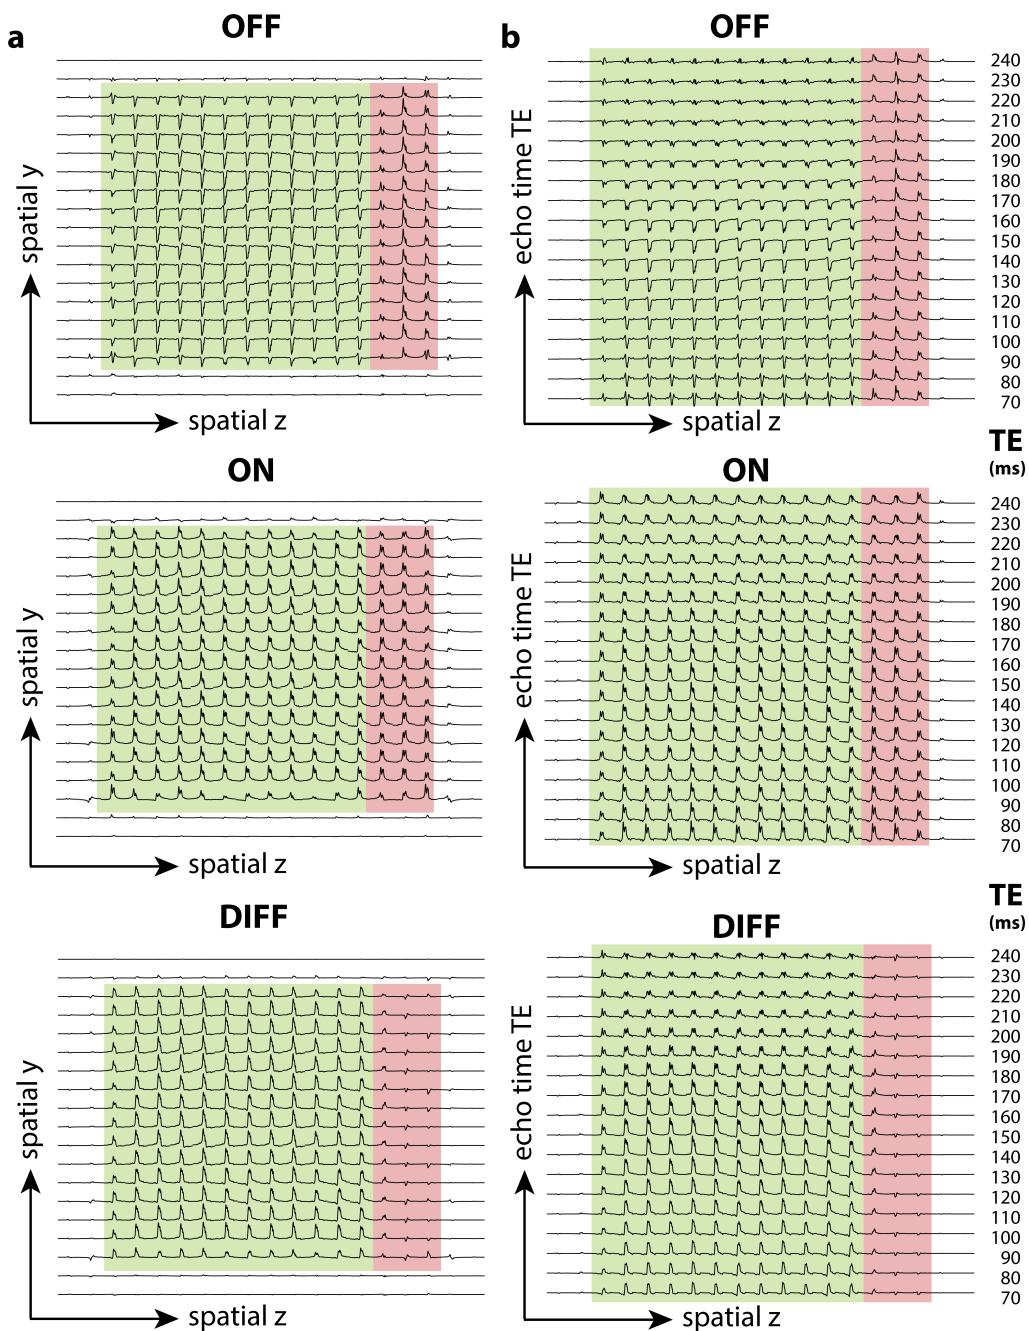 a
OFF
spatial y
spatial z
b
OFF
echo time TE
spatial z
240
230
220
210
200
190
180
170
160
150
140
130
120
110
100
90
80
70
TE
(ms)
ON
spatial y
spatial z
ON
echo time TE
spatial z
240
230
220
210
200
190
180
170
160
150
140
130
120
110
100
90
80
70
TE
(ms)
DIFF
spatial y
spatial z
DIFF
echo time TE
spatial z
240
230
220
210
200
190
180
170
160
150
140
130
120
110
100
90
80
70